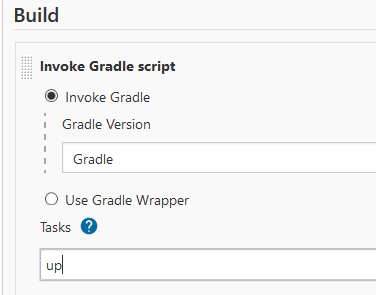 Build
Invoke Gradle script
Invoke Gradle
Gradle Version
Gradle
Use Gradle Wrapper
Tasks ?
up